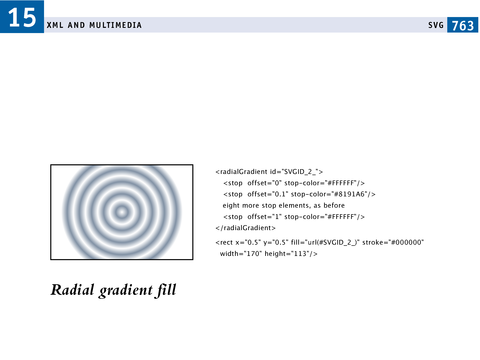 15
XML AND MULTIMEDIA
SVG 763
<radialGradient id="SVGID_2_">
<stop offset="0" stop-color="#FFFFFF"/>
<stop offset="0.1" stop-color="#8191A6"/>
eight more stop elements, as before
<stop offset="1" stop-color="#FFFFFF"/>
</radialGradient>
<rect x="0.5" y="0.5" fill="url(#SVGID_2_)" stroke="#000000"
width="170" height="113"/>
Radial gradient fill